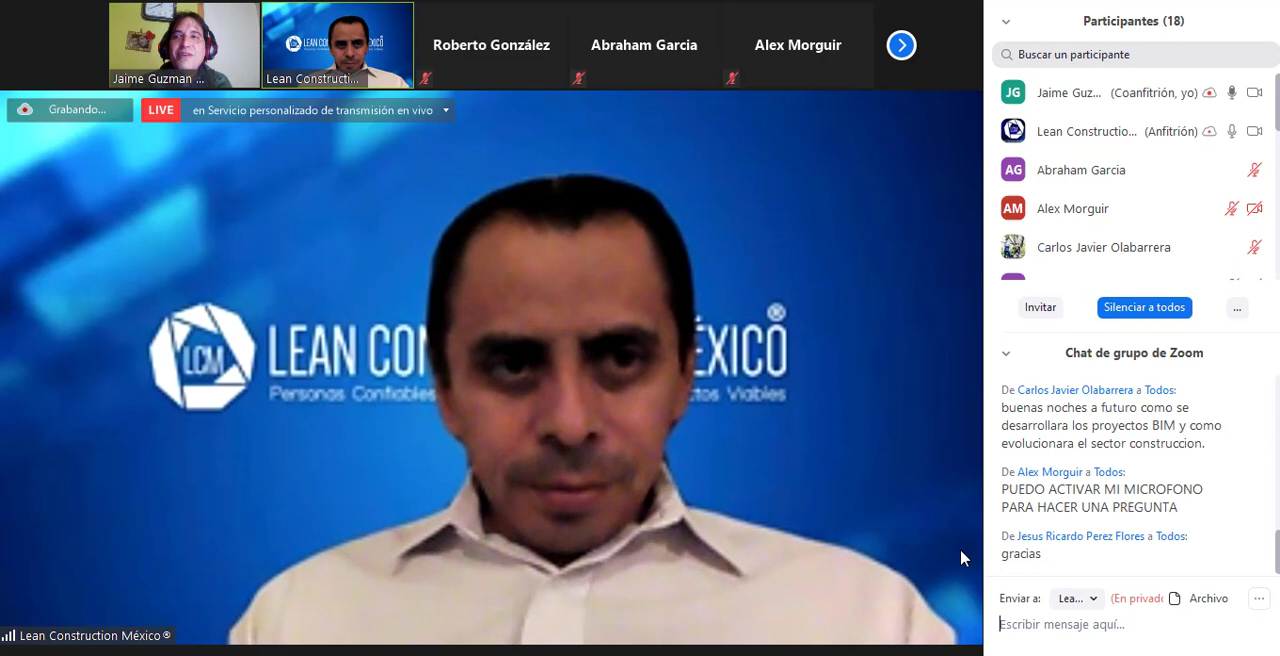 Jaime Guzman ...
Lean Constructi...
Roberto González
Abraham Garcia
Alex Morguir
Grabando...
LIVE
en Servicio personalizado de transmisión en vivo
LCM
LEAN CON
ÉXICO®
Personas Confiables
ctos Viables
Lean Construction México®
Participantes (18)
Buscar un participante
JG
Jaime Guz... (Coanfitrión, yo)
Lean Constructio... (Anfitrión)
AG
Abraham Garcia
AM
Alex Morguir
Carlos Javier Olabarrera
Invitar
Silenciar a todos
...
Chat de grupo de Zoom
De Carlos Javier Olabarrera a Todos:
buenas noches a futuro como se
desarrollara los proyectos BIM y como
evolucionara el sector construccion.
De Alex Morguir a Todos:
PUEDO ACTIVAR MI MICROFONO
PARA HACER UNA PREGUNTA
De Jesus Ricardo Perez Flores a Todos:
gracias
Enviar a: Lea... (En privado
Archivo
...
Escribir mensaje aquí...